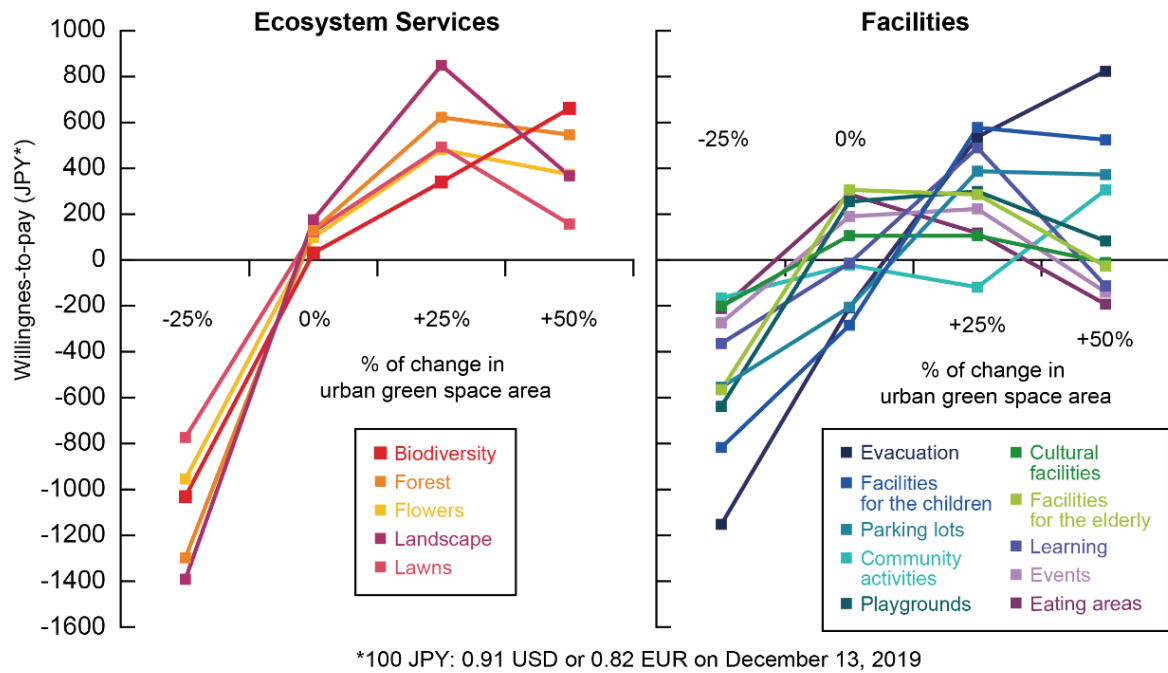 Ecosystem Services
Facilities
Willingness-to-pay (JPY*)
1000
800
600
400
200
0
-200
-400
-600
-800
-1000
-1200
-1400
-1600
-25%
0%
+25%
+50%
% of change in
urban green space area
Biodiversity
Forest
Flowers
Landscape
Lawns
-25%
0%
+25%
+50%
% of change in
urban green space area
Evacuation
Facilities
for the children
Parking lots
Community
activities
Playgrounds
Cultural
facilities
Facilities
for the elderly
Learning
Events
Eating areas
*100 JPY: 0.91 USD or 0.82 EUR on December 13, 2019